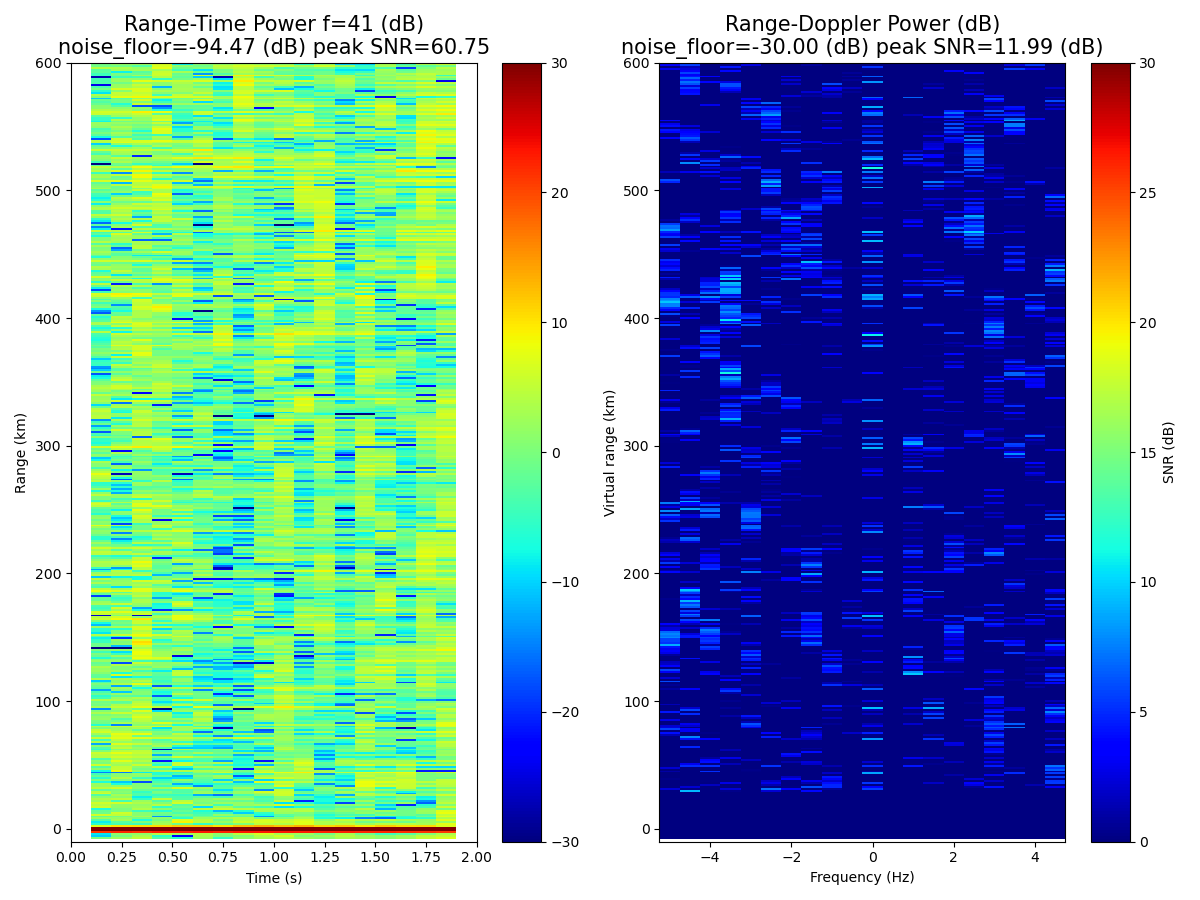 Range-Time Power f=41 (dB)
noise_floor=-94.47 (dB) peak SNR=60.75
Range (km)
600
500
400
300
200
100
0
0.00 0.25 0.50 0.75 1.00 1.25 1.50 1.75 2.00
Time (s)
30
20
10
0
−10
−20
−30
Range-Doppler Power (dB)
noise_floor=-30.00 (dB) peak SNR=11.99 (dB)
Virtual range (km)
600
500
400
300
200
100
0
−4 −2 0 2 4
Frequency (Hz)
30
25
20
15
10
5
0
SNR (dB)